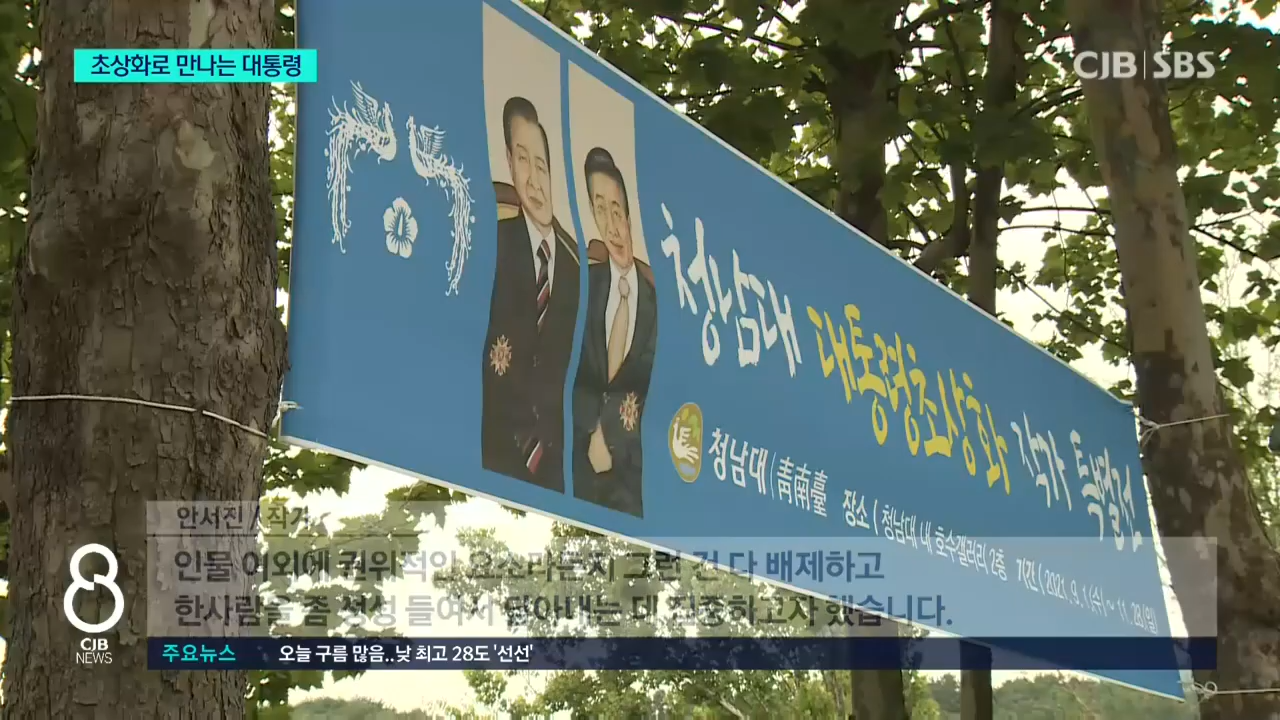 초상화로 만나는 대통령
CJB SBS
청남대 대통령초상화 작가 특별전
청남대 靑南臺 장소 ( 청남대 내 호수갤러리 2층 기간 ( 2021. 9. 1.(수) ~ 11. 28.(일)
안서진 / 작가
인물 이외에 권위적인 요소라든지 그런 건 다 배제하고
한사람을 좀 정성 들여서 담아내는 데 집중하고자 했습니다.
8
CJB
NEWS
주요뉴스 오늘 구름 많음..낮 최고 28도 '선선'